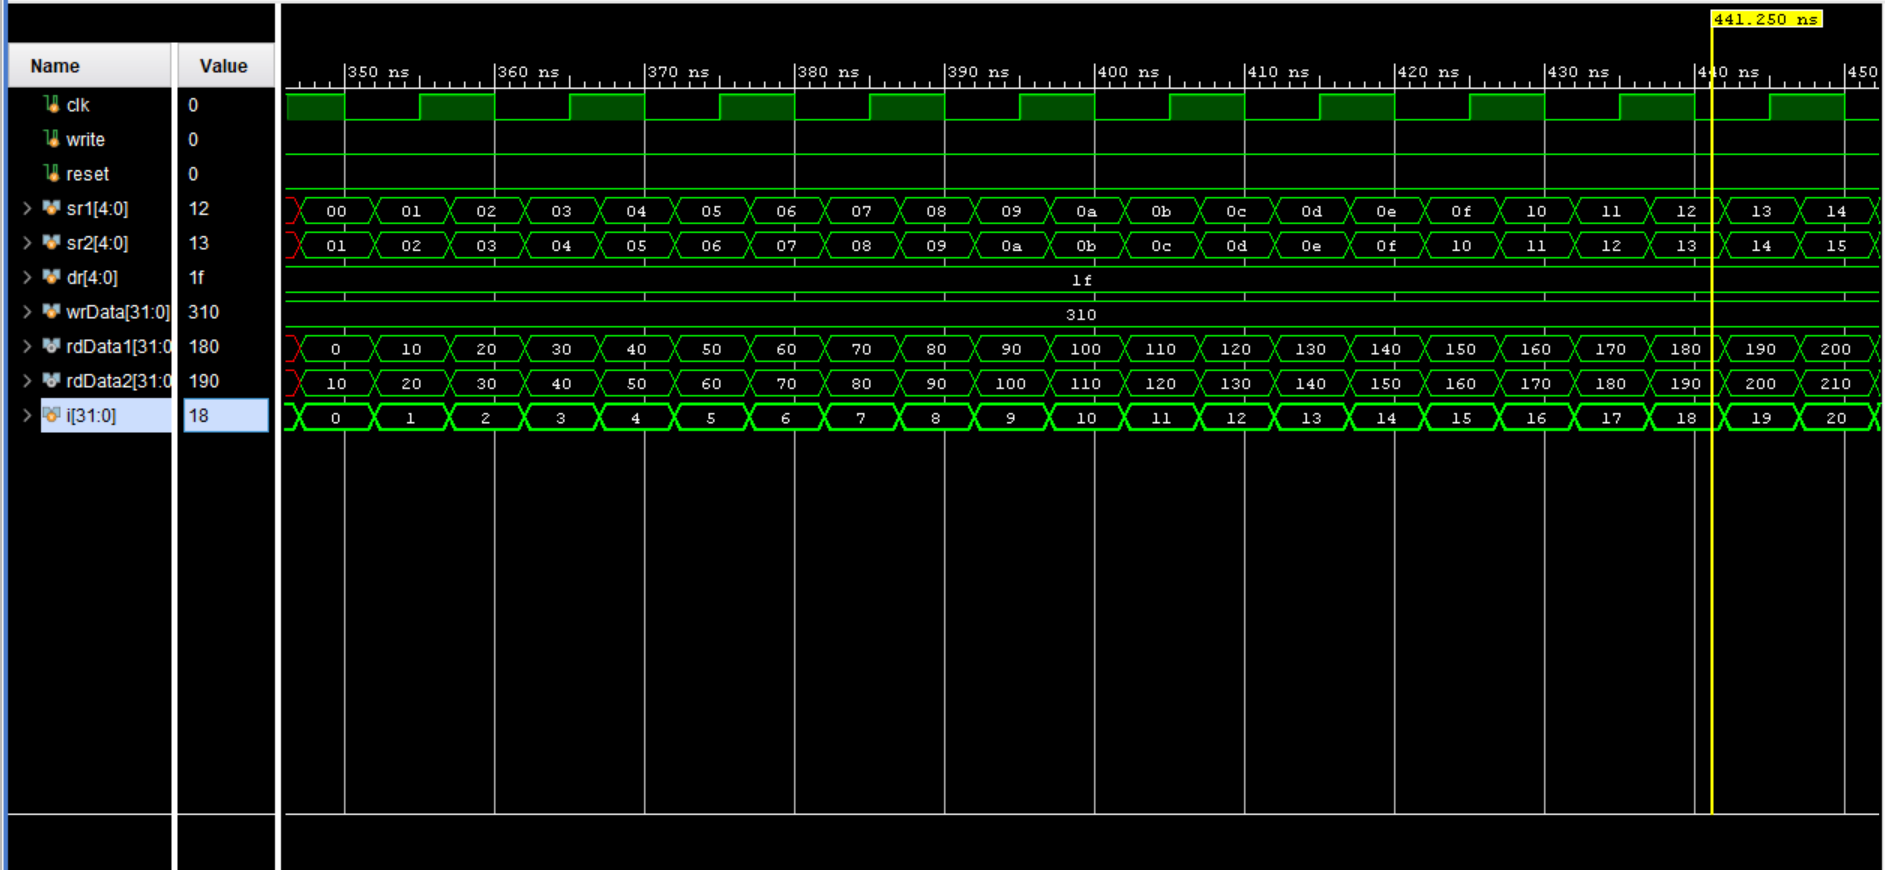 441.250 ns
Name Value
350 ns 360 ns 370 ns 380 ns 390 ns 400 ns 410 ns 420 ns 430 ns 440 ns 450
clk 0
write 0
reset 0
sr1[4:0] 12 00 01 02 03 04 05 06 07 08 09 0a 0b 0c 0d 0e 0f 10 11 12 13 14
sr2[4:0] 13 01 02 03 04 05 06 07 08 09 0a 0b 0c 0d 0e 0f 10 11 12 13 14 15
dr[4:0] 1f 1f
wrData[31:0] 310 310
rdData1[31:0 180 0 10 20 30 40 50 60 70 80 90 100 110 120 130 140 150 160 170 180 190 200
rdData2[31:0 190 10 20 30 40 50 60 70 80 90 100 110 120 130 140 150 160 170 180 190 200 210
i[31:0] 18 0 1 2 3 4 5 6 7 8 9 10 11 12 13 14 15 16 17 18 19 20